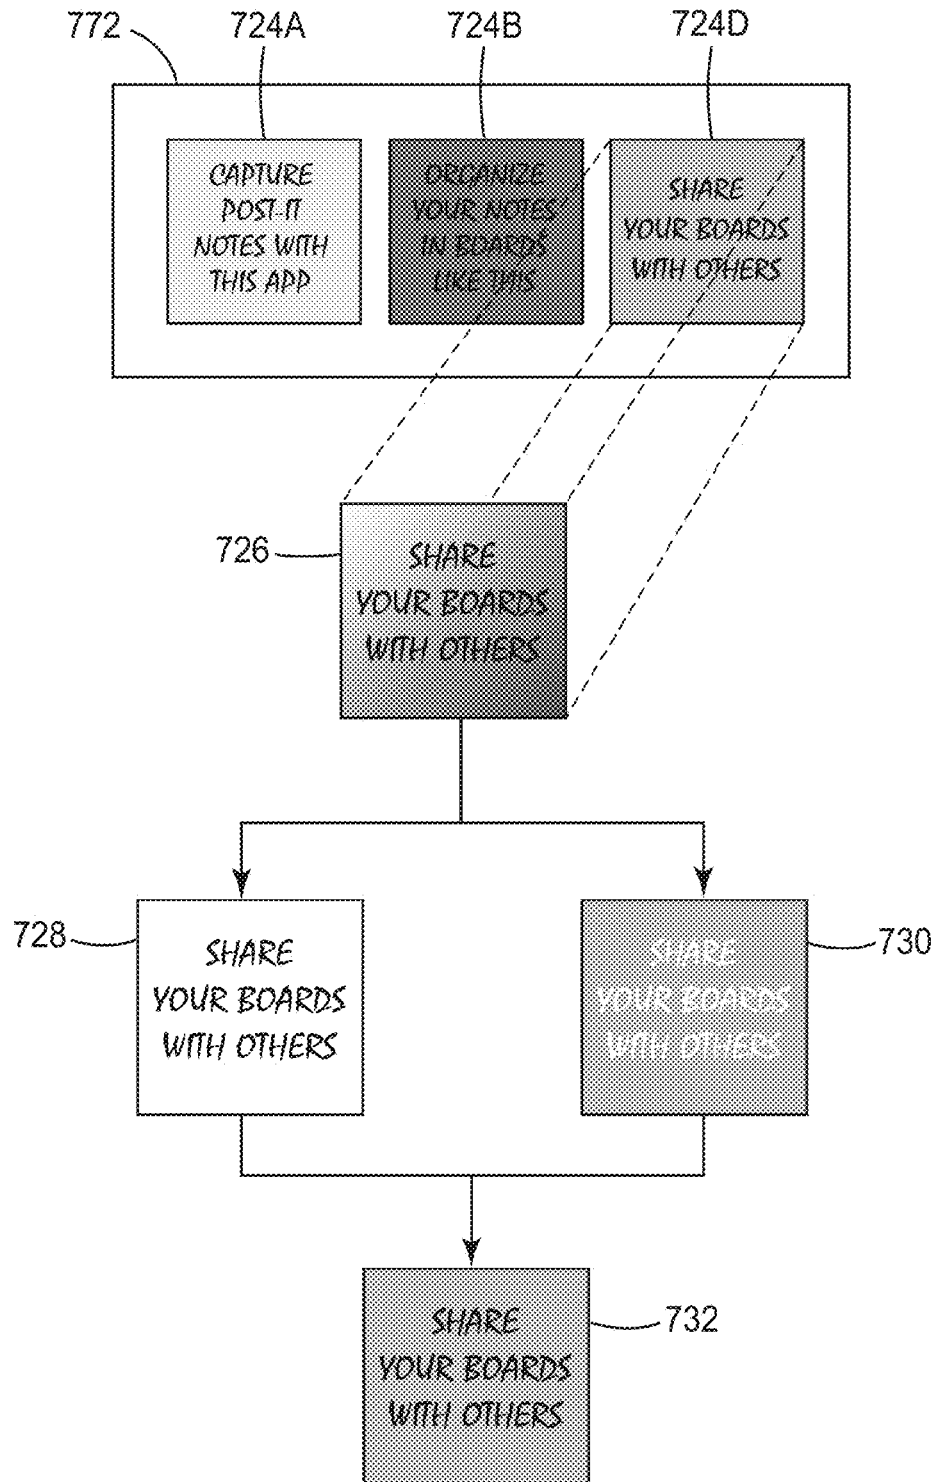 772 724A 724B 724D
CAPTURE
POST-IT
NOTES WITH
THIS APP
ORGANIZE
YOUR NOTES
IN BOARDS
LIKE THIS
SHARE
YOUR BOARDS
WITH OTHERS
726
SHARE
YOUR BOARDS
WITH OTHERS
728
SHARE
YOUR BOARDS
WITH OTHERS
730
SHARE
YOUR BOARDS
WITH OTHERS
732
SHARE
YOUR BOARDS
WITH OTHERS